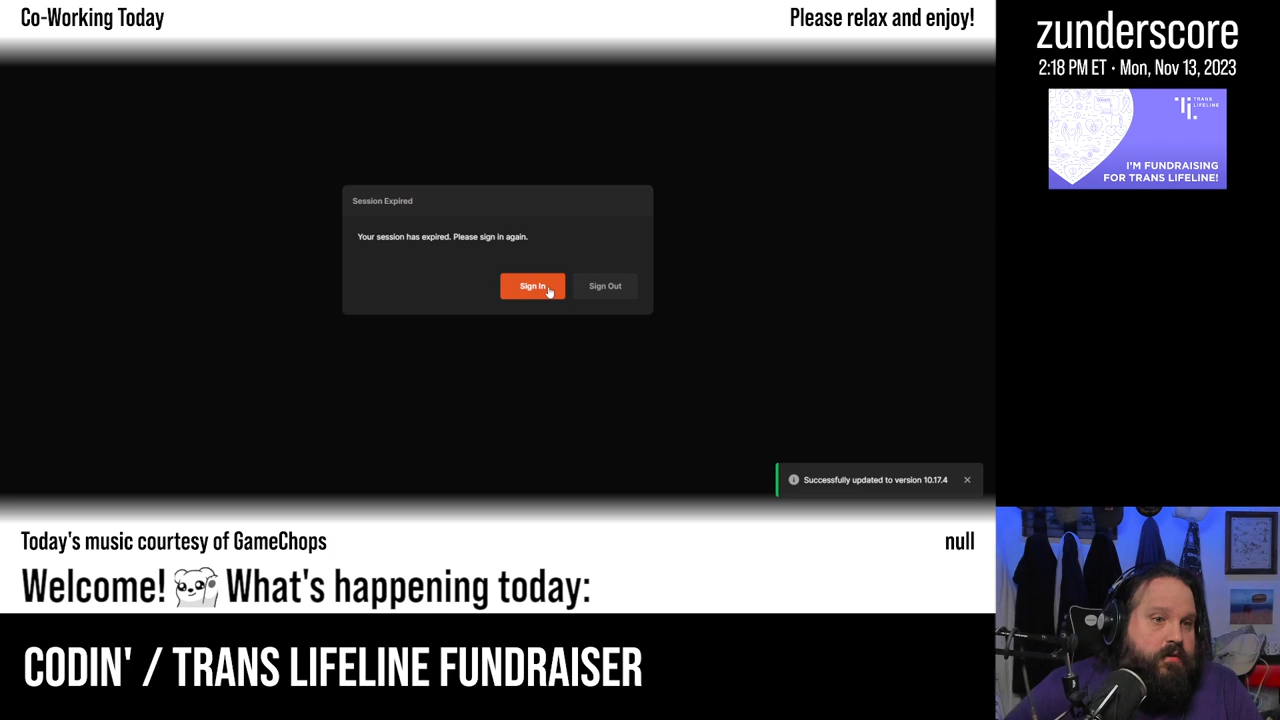 Co-Working Today
Please relax and enjoy!
zunderscore
2:18 PM ET · Mon, Nov 13, 2023
TRANS
LIFELINE
I'M FUNDRAISING
FOR TRANS LIFELINE!
Session Expired
Your session has expired. Please sign in again.
Sign In
Sign Out
Successfully updated to version 10.17.4
Today's music courtesy of GameChops
null
Welcome! What's happening today:
CODIN' / TRANS LIFELINE FUNDRAISER